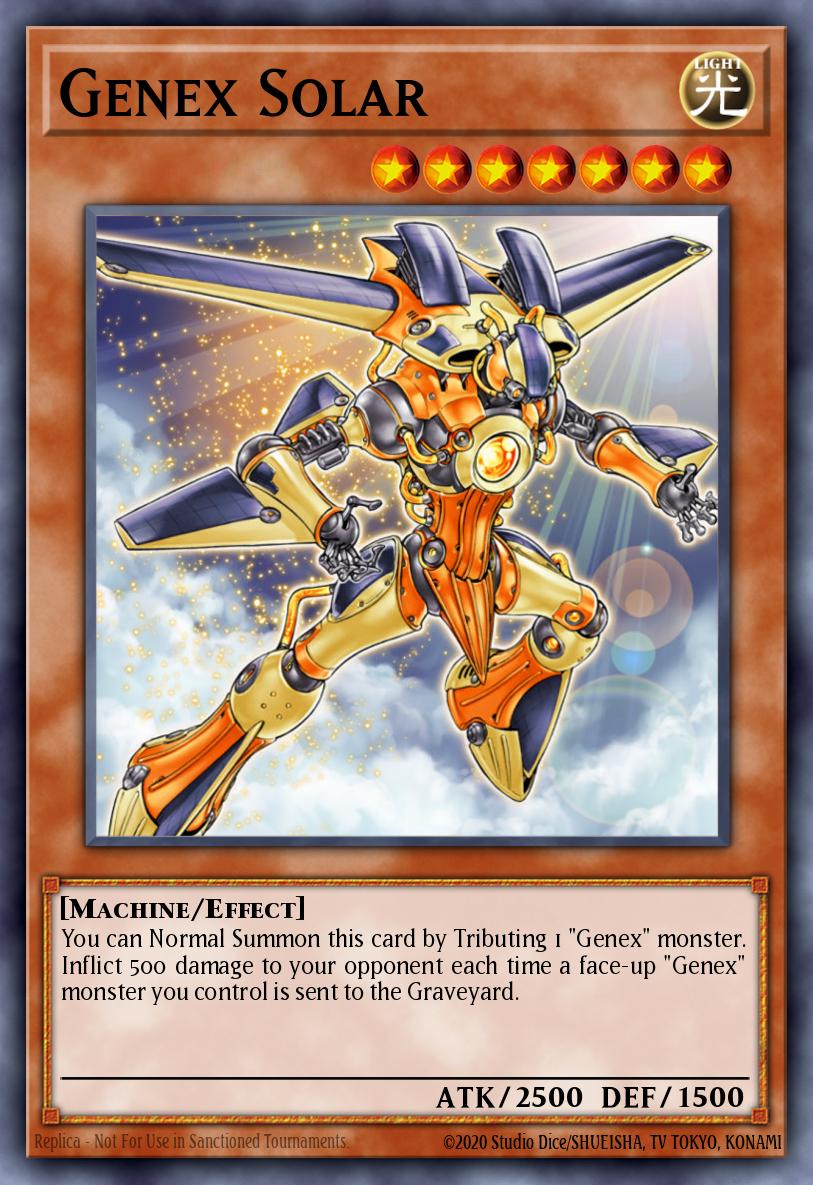 Genex Solar
LIGHT
光
[Machine/Effect]
You can Normal Summon this card by Tributing 1 "Genex" monster.
Inflict 500 damage to your opponent each time a face-up "Genex"
monster you control is sent to the Graveyard.
ATK/2500 DEF/1500
Replica - Not For Use in Sanctioned Tournaments.
©2020 Studio Dice/SHUEISHA, TV TOKYO, KONAMI